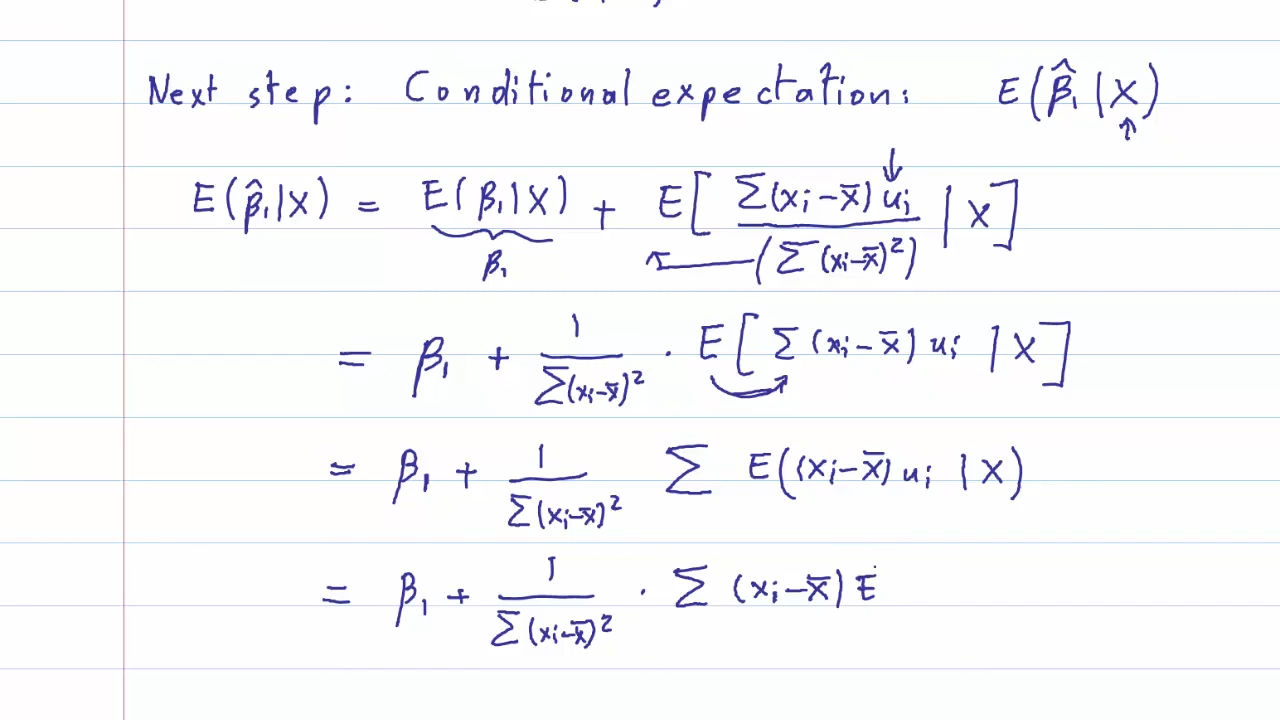 Next step: Conditional expectation: E(β̂₁ | X)
↑
E(β̂₁|X) = E(β₁|X) + E[ Σ(xᵢ-x̄) uᵢ / (Σ(xᵢ-x̄)²) | X ]
β₁
= β₁ + 1/Σ(xᵢ-x̄)² · E[ Σ (xᵢ-x̄) uᵢ | X ]
= β₁ + 1/Σ(xᵢ-x̄)² Σ E((xᵢ-x̄) uᵢ | X)
= β₁ + 1/Σ(xᵢ-x̄)² · Σ (xᵢ-x̄) E